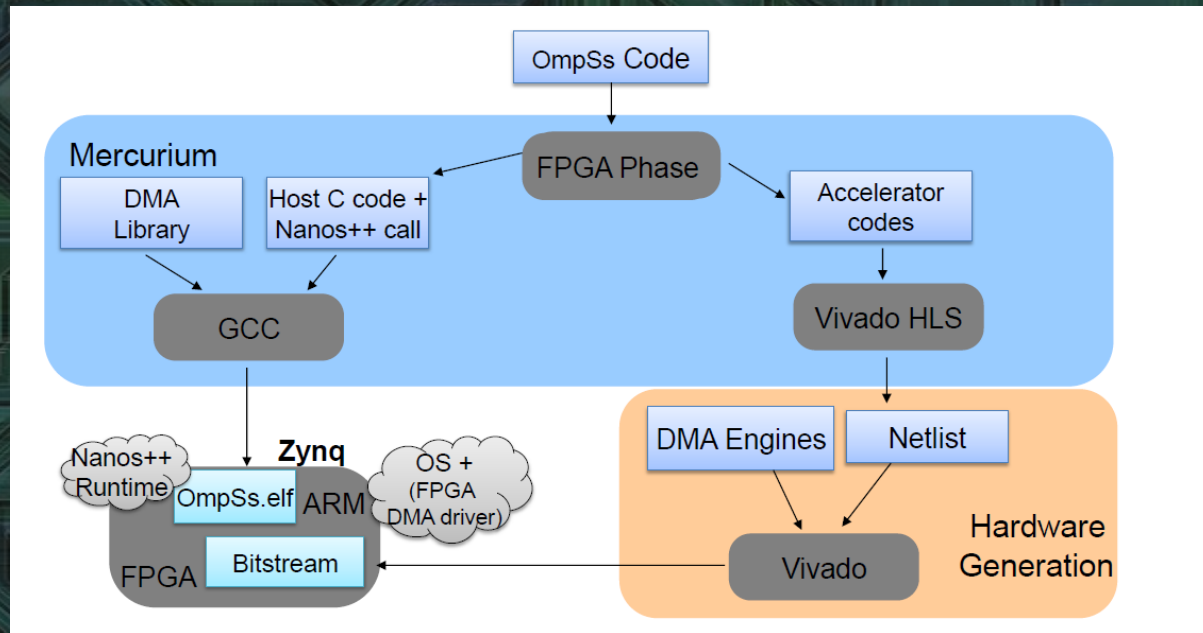 OmpSs Code
Mercurium
FPGA Phase
DMA
Library
Host C code +
Nanos++ call
Accelerator
codes
GCC
Vivado HLS
DMA Engines
Netlist
Hardware
Generation
Vivado
Zynq
Nanos++
Runtime
OmpSs.elf
ARM
OS +
(FPGA
DMA driver)
FPGA
Bitstream